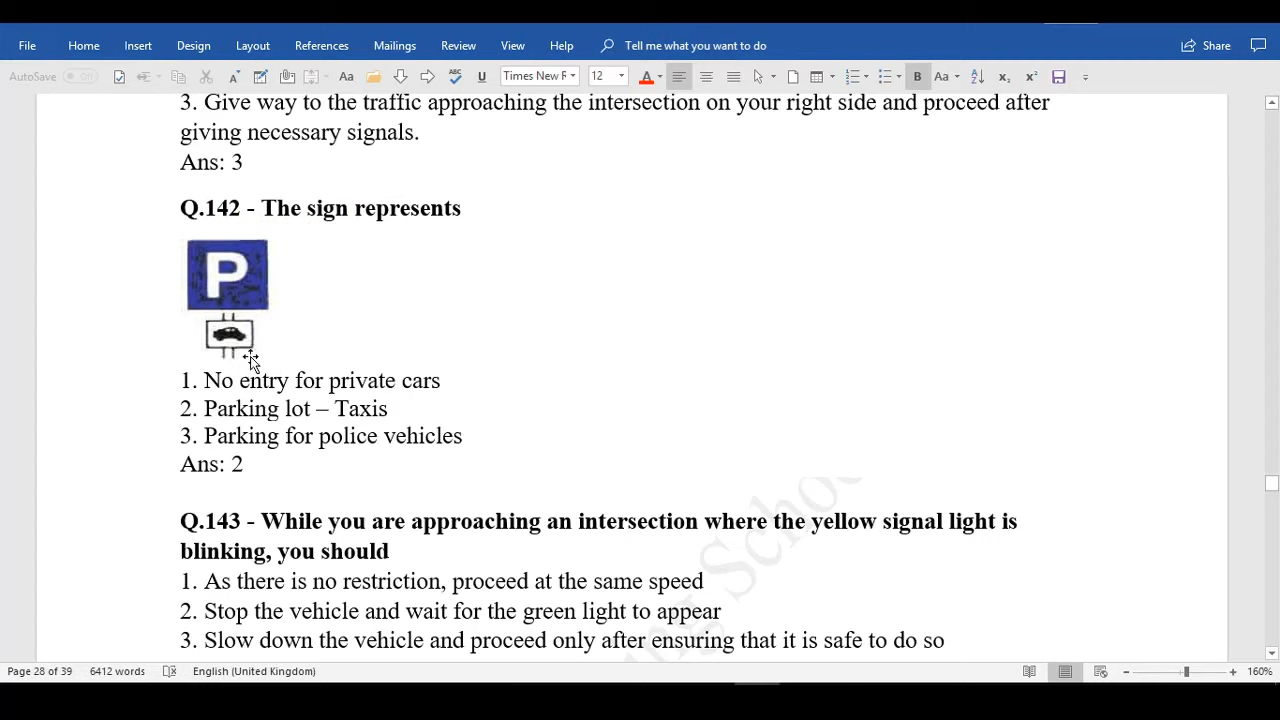 File Home Insert Design Layout References Mailings Review View Help Tell me what you want to do Share
AutoSave Off Times New R 12
3. Give way to the traffic approaching the intersection on your right side and proceed after
giving necessary signals.
Ans: 3
Q.142 - The sign represents
P
1. No entry for private cars
2. Parking lot – Taxis
3. Parking for police vehicles
Ans: 2
Q.143 - While you are approaching an intersection where the yellow signal light is
blinking, you should
1. As there is no restriction, proceed at the same speed
2. Stop the vehicle and wait for the green light to appear
3. Slow down the vehicle and proceed only after ensuring that it is safe to do so
Page 28 of 39 6412 words English (United Kingdom) 160%